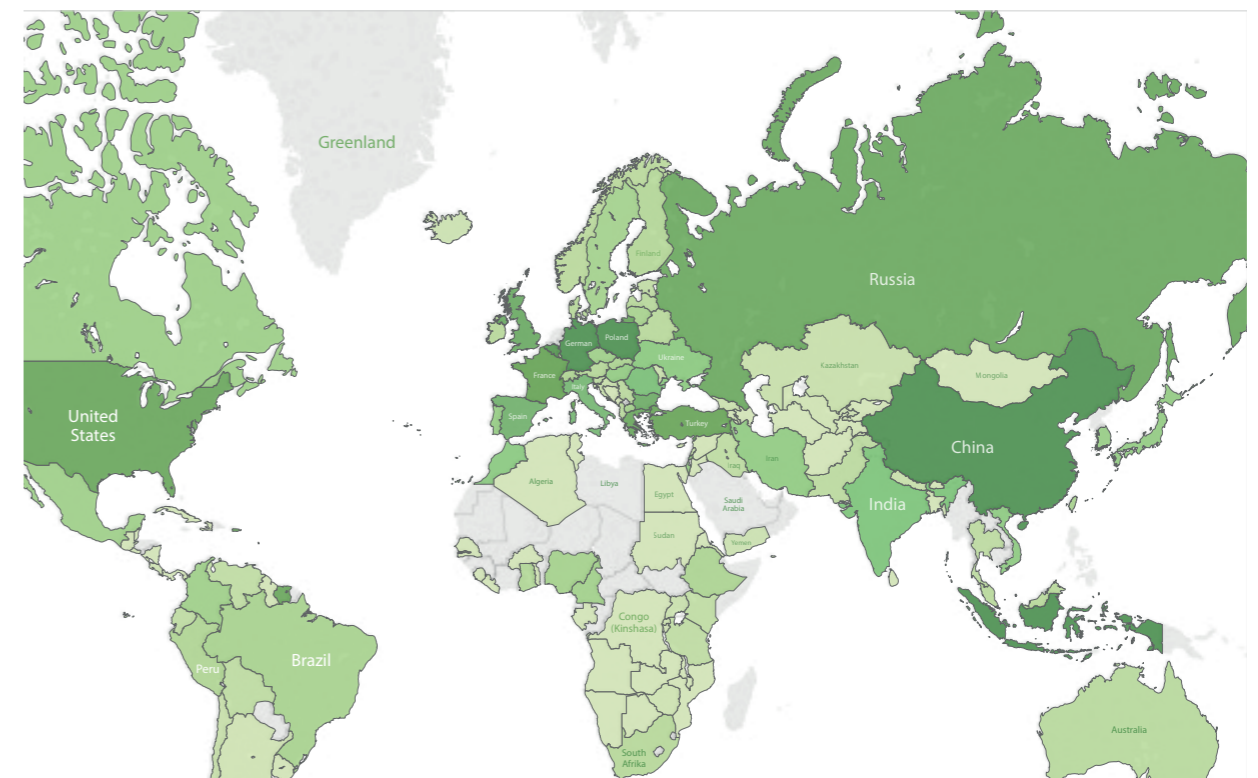 Greenland
Finland
Russia
German
Poland
Ukraine
France
Italy
Kazakhstan
Mongolia
United
States
Spain
Turkey
China
Algeria
Libya
Iraq
Iran
Egypt
Saudi
Arabia
India
Sudan
Yemen
Congo
(Kinshasa)
Peru
Brazil
South
Afrika
Australia